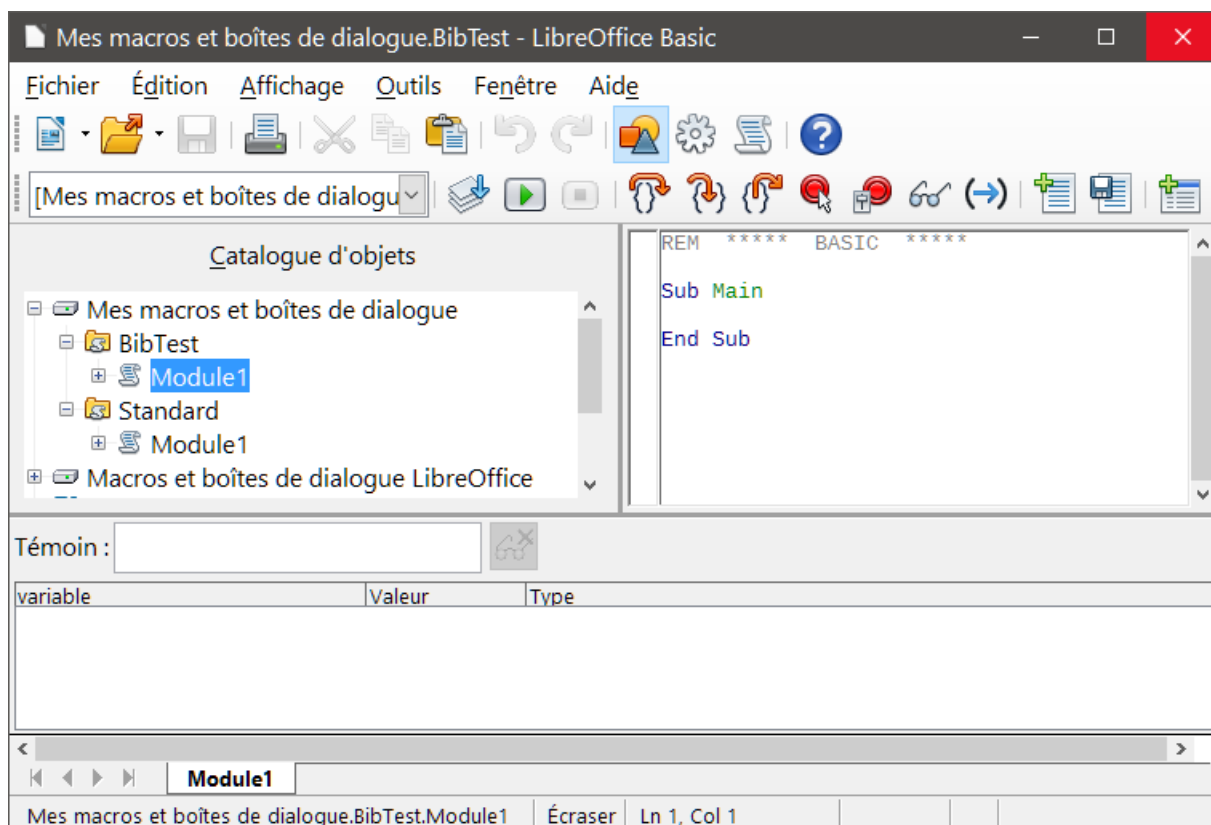 Mes macros et boîtes de dialogue.BibTest - LibreOffice Basic
Fichier Édition Affichage Outils Fenêtre Aide
[Mes macros et boîtes de dialogu
Catalogue d'objets
Mes macros et boîtes de dialogue
BibTest
Module1
Standard
Module1
Macros et boîtes de dialogue LibreOffice
REM ***** BASIC *****
Sub Main
End Sub
Témoin :
variable Valeur Type
Module1
Mes macros et boîtes de dialogue.BibTest.Module1 Écraser Ln 1, Col 1